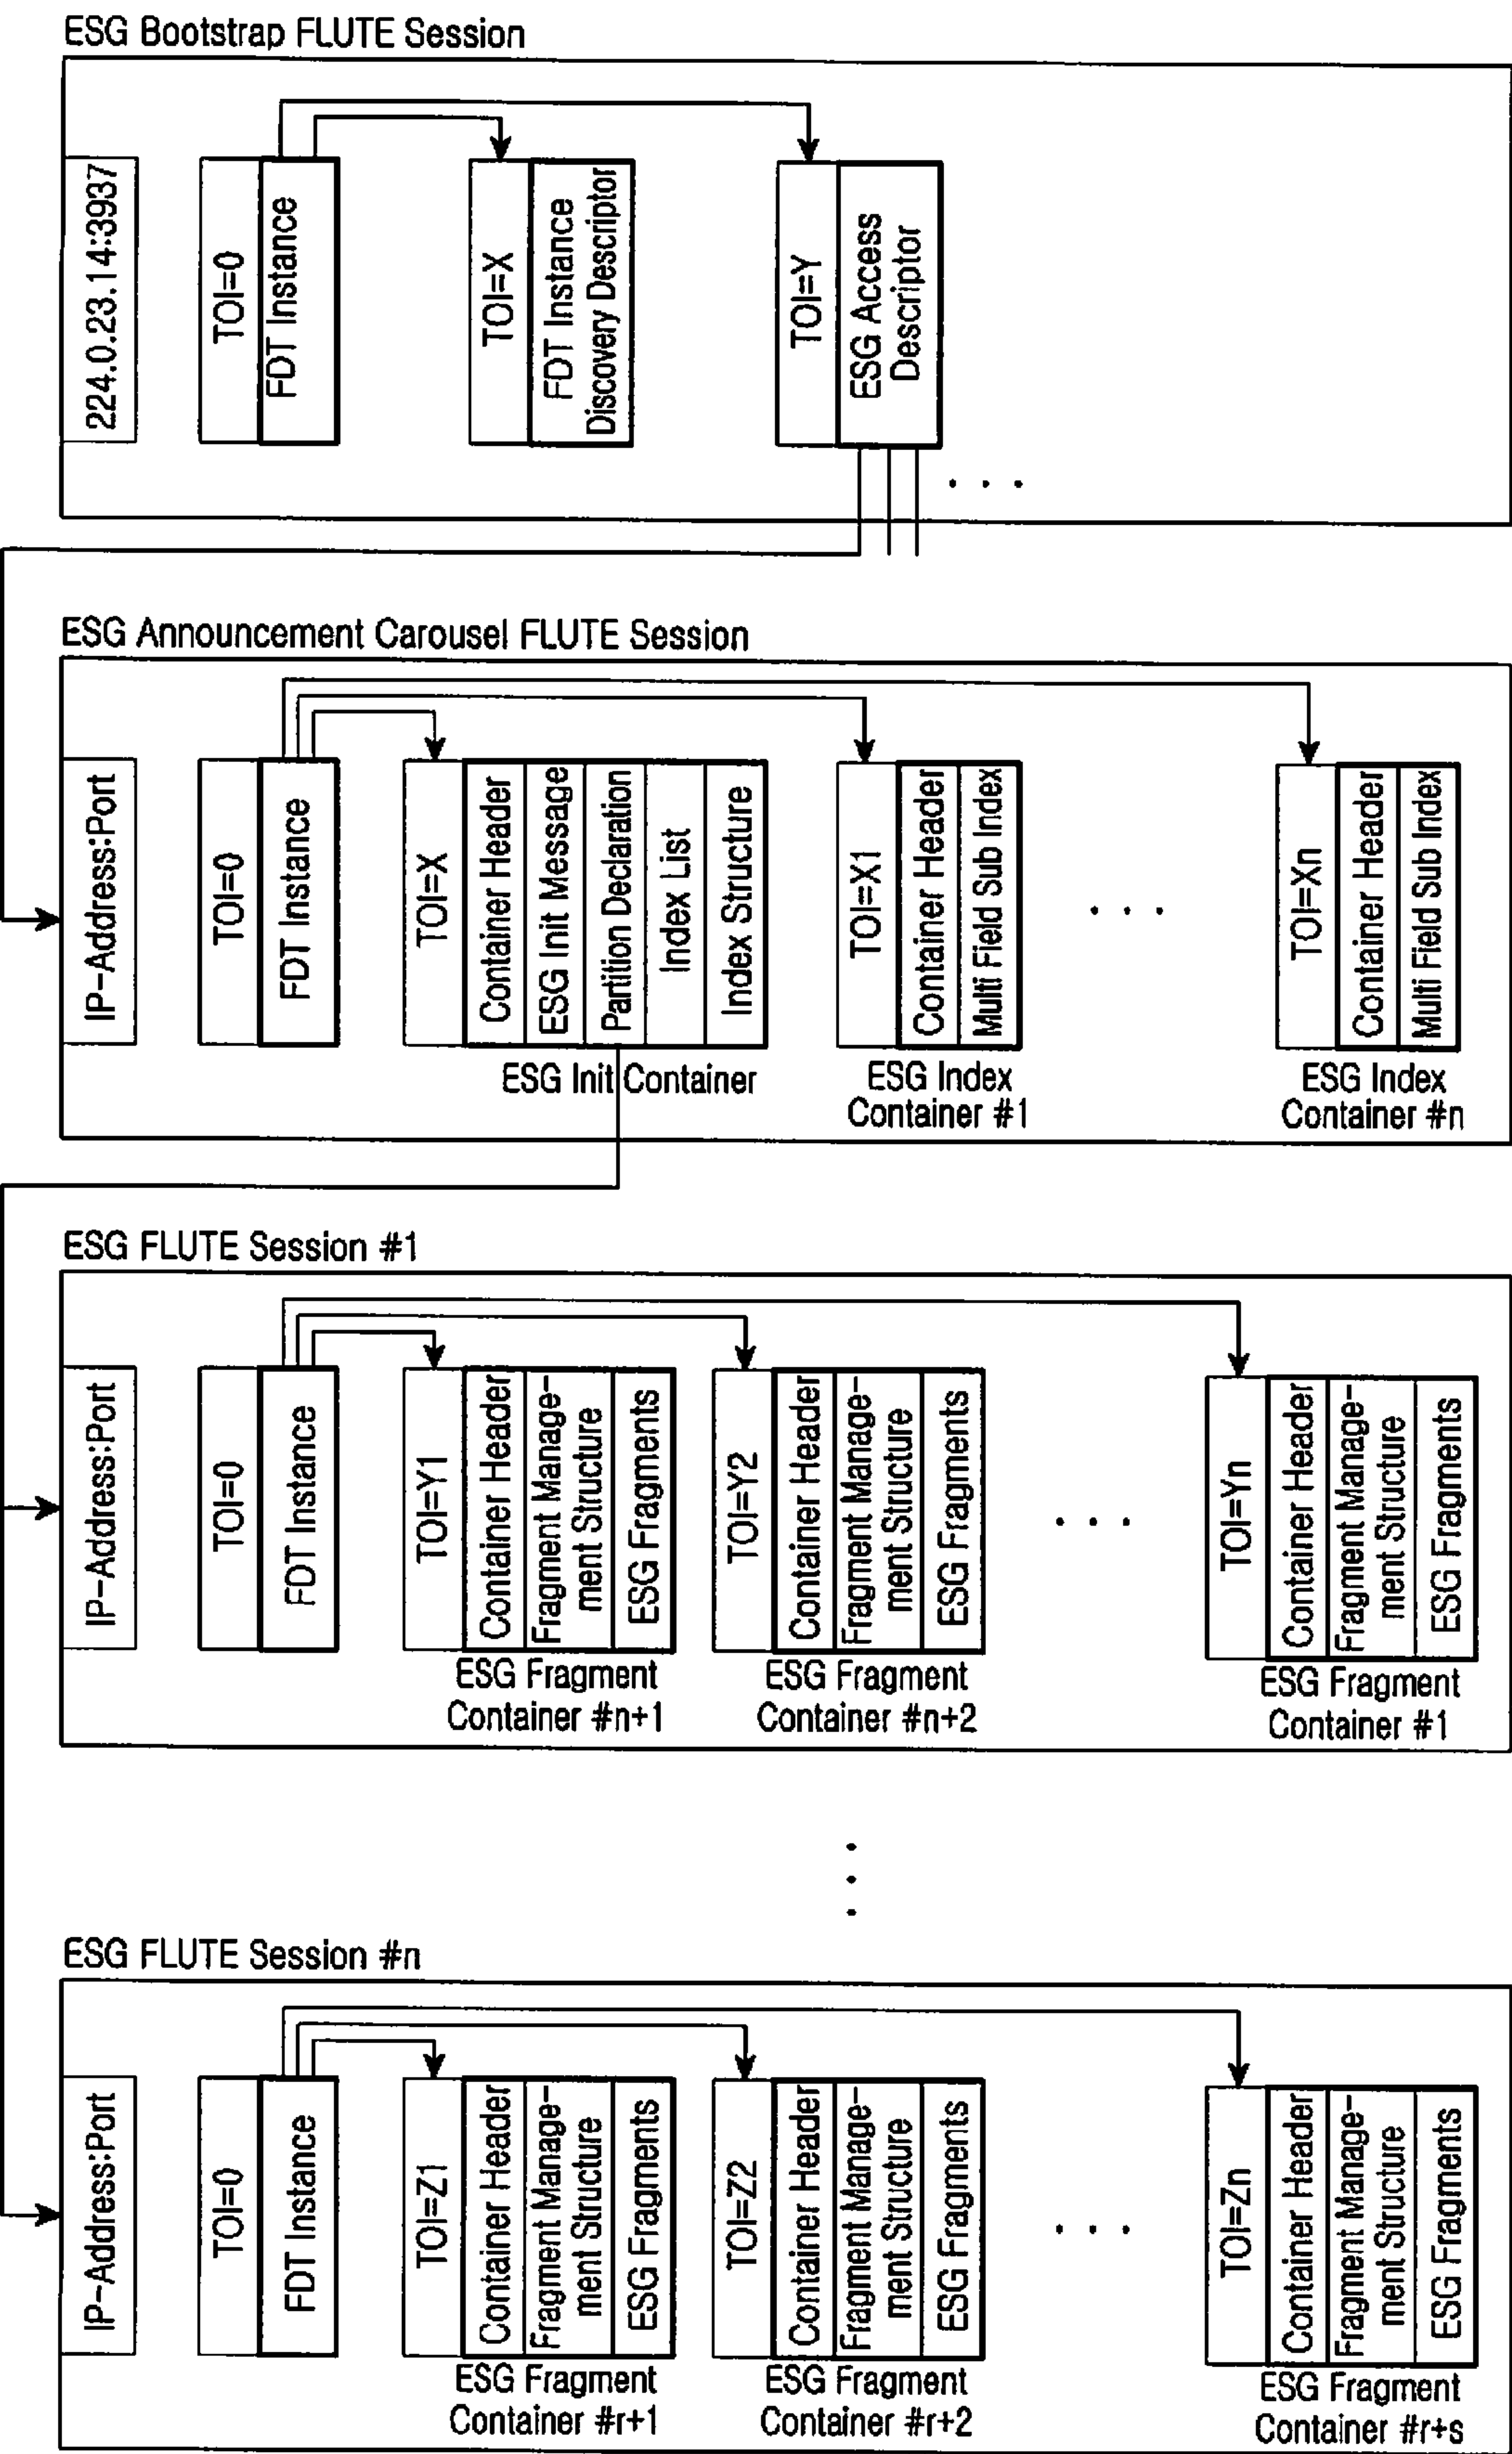 ESG Bootstrap FLUTE Session
224.0.23.14:3937
TOI=0
FDT Instance
TOI=X
FDT Instance
Discovery Descriptor
TOI=Y
ESG Access
Descriptor
ESG Announcement Carousel FLUTE Session
IP-Address:Port
TOI=0
FDT Instance
TOI=X
Container Header
ESG Init Message
Partition Declaration
Index List
Index Structure
ESG Init Container
TOI=X1
Container Header
Multi Field Sub Index
ESG Index
Container #1
. . .
TOI=Xn
Container Header
Multi Field Sub Index
ESG Index
Container #n
ESG FLUTE Session #1
IP-Address:Port
TOI=0
FDT Instance
TOI=Y1
Container Header
Fragment Manage-
ment Structure
ESG Fragments
ESG Fragment
Container #n+1
TOI=Y2
Container Header
Fragment Manage-
ment Structure
ESG Fragments
ESG Fragment
Container #n+2
. . .
TOI=Yn
Container Header
Fragment Manage-
ment Structure
ESG Fragments
ESG Fragment
Container #1
ESG FLUTE Session #n
IP-Address:Port
TOI=0
FDT Instance
TOI=Z1
Container Header
Fragment Manage-
ment Structure
ESG Fragments
ESG Fragment
Container #r+1
TOI=Z2
Container Header
Fragment Manage-
ment Structure
ESG Fragments
ESG Fragment
Container #r+2
. . .
TOI=Zn
Container Header
Fragment Manage-
ment Structure
ESG Fragments
ESG Fragment
Container #r+s